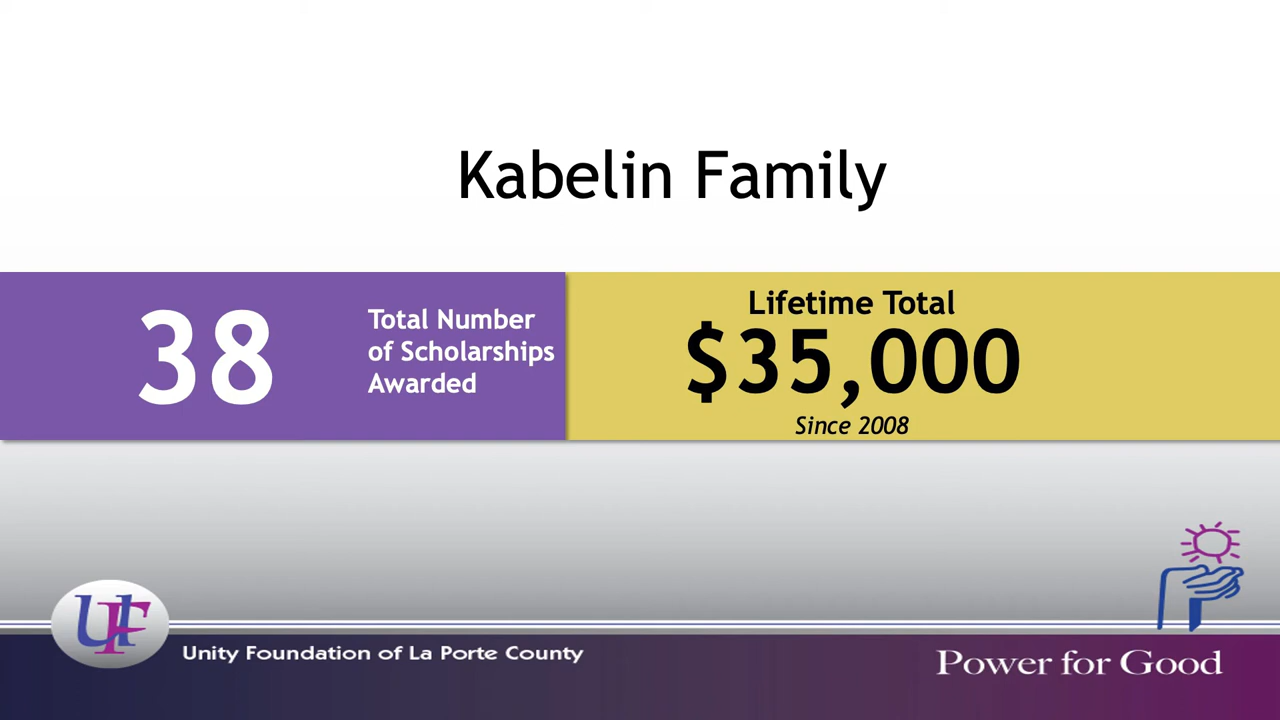 Kabelin Family
38
Total Number
of Scholarships
Awarded
Lifetime Total
$35,000
Since 2008
UF
Unity Foundation of La Porte County
Power for Good